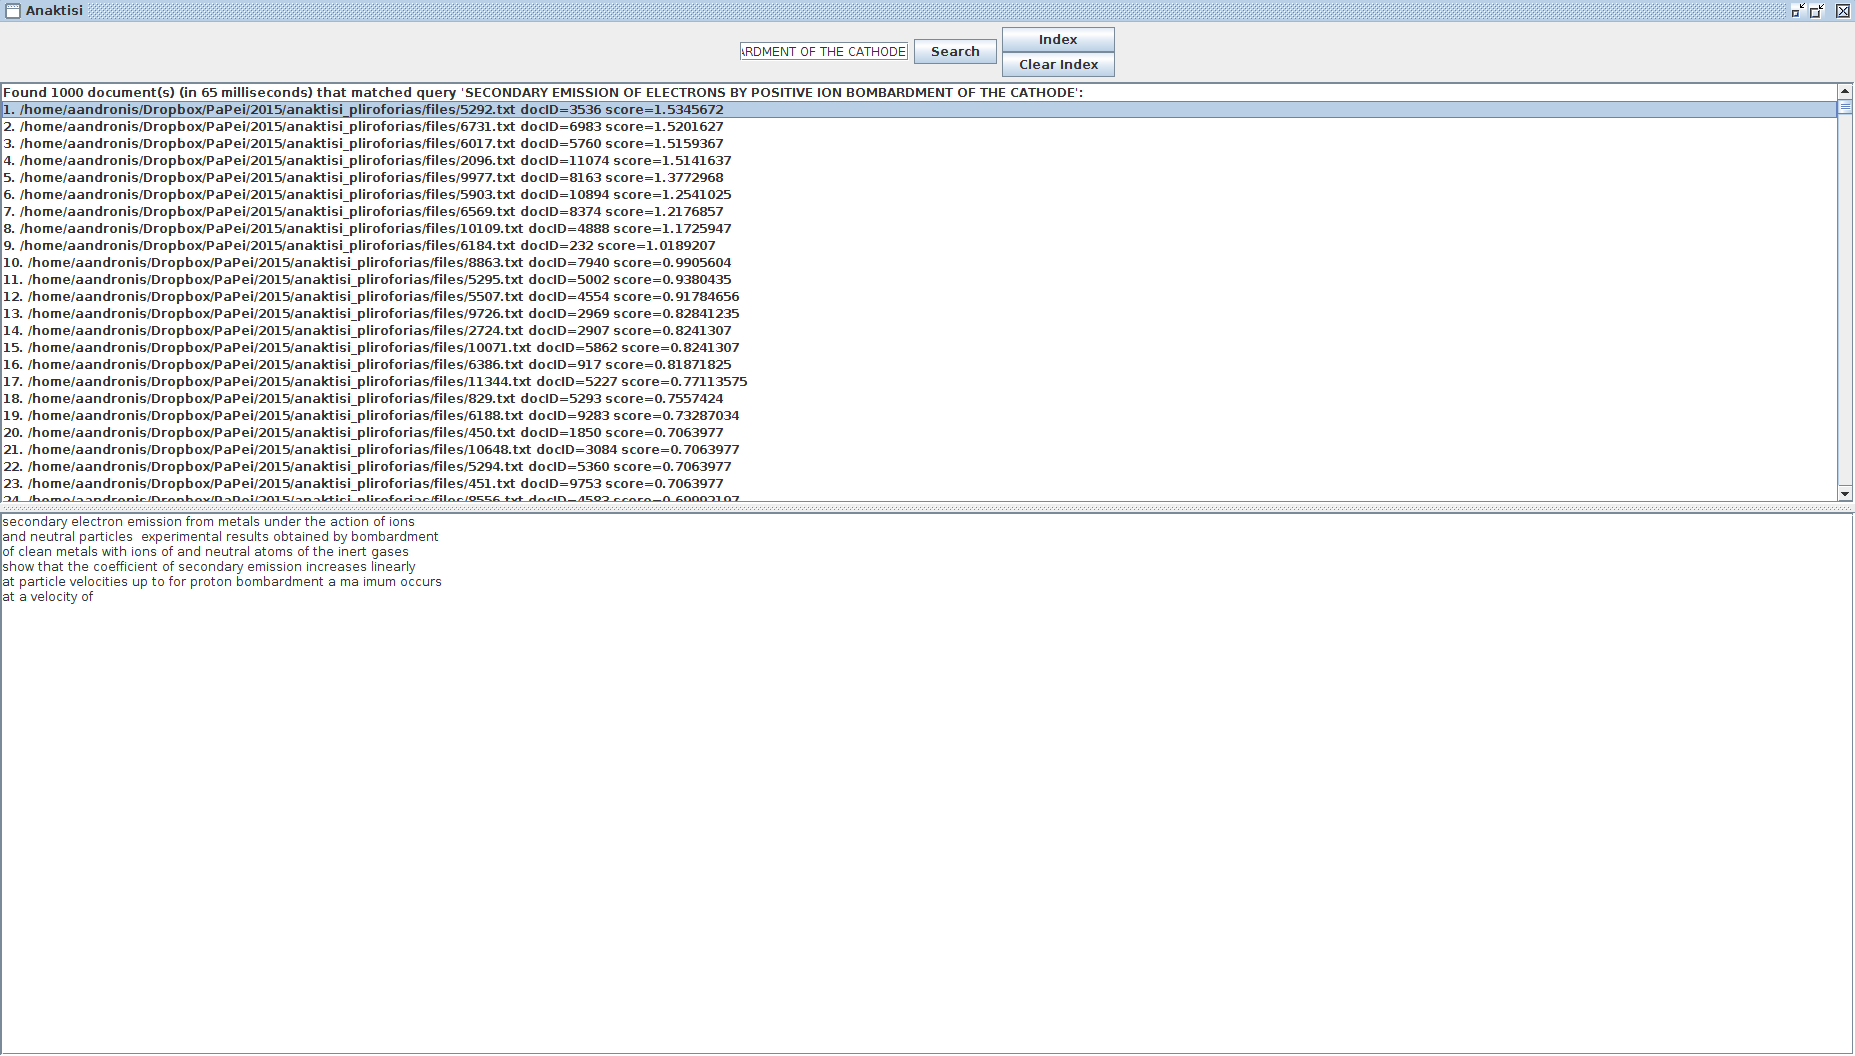 Anaktisi
ARDMENT OF THE CATHODE
Search
Index
Clear Index
Found 1000 document(s) (in 65 milliseconds) that matched query 'SECONDARY EMISSION OF ELECTRONS BY POSITIVE ION BOMBARDMENT OF THE CATHODE':
1. /home/aandronis/Dropbox/PaPei/2015/anaktisi_pliroforias/files/5292.txt docID=3536 score=1.5345672
2. /home/aandronis/Dropbox/PaPei/2015/anaktisi_pliroforias/files/6731.txt docID=6983 score=1.5201627
3. /home/aandronis/Dropbox/PaPei/2015/anaktisi_pliroforias/files/6017.txt docID=5760 score=1.5159367
4. /home/aandronis/Dropbox/PaPei/2015/anaktisi_pliroforias/files/2096.txt docID=11074 score=1.5141637
5. /home/aandronis/Dropbox/PaPei/2015/anaktisi_pliroforias/files/9977.txt docID=8163 score=1.3772968
6. /home/aandronis/Dropbox/PaPei/2015/anaktisi_pliroforias/files/5903.txt docID=10894 score=1.2541025
7. /home/aandronis/Dropbox/PaPei/2015/anaktisi_pliroforias/files/6569.txt docID=8374 score=1.2176857
8. /home/aandronis/Dropbox/PaPei/2015/anaktisi_pliroforias/files/10109.txt docID=4888 score=1.1725947
9. /home/aandronis/Dropbox/PaPei/2015/anaktisi_pliroforias/files/6184.txt docID=232 score=1.0189207
10. /home/aandronis/Dropbox/PaPei/2015/anaktisi_pliroforias/files/8863.txt docID=7940 score=0.9905604
11. /home/aandronis/Dropbox/PaPei/2015/anaktisi_pliroforias/files/5295.txt docID=5002 score=0.9380435
12. /home/aandronis/Dropbox/PaPei/2015/anaktisi_pliroforias/files/5507.txt docID=4554 score=0.91784656
13. /home/aandronis/Dropbox/PaPei/2015/anaktisi_pliroforias/files/9726.txt docID=2969 score=0.82841235
14. /home/aandronis/Dropbox/PaPei/2015/anaktisi_pliroforias/files/2724.txt docID=2907 score=0.8241307
15. /home/aandronis/Dropbox/PaPei/2015/anaktisi_pliroforias/files/10071.txt docID=5862 score=0.8241307
16. /home/aandronis/Dropbox/PaPei/2015/anaktisi_pliroforias/files/6386.txt docID=917 score=0.81871825
17. /home/aandronis/Dropbox/PaPei/2015/anaktisi_pliroforias/files/11344.txt docID=5227 score=0.77113575
18. /home/aandronis/Dropbox/PaPei/2015/anaktisi_pliroforias/files/829.txt docID=5293 score=0.7557424
19. /home/aandronis/Dropbox/PaPei/2015/anaktisi_pliroforias/files/6188.txt docID=9283 score=0.73287034
20. /home/aandronis/Dropbox/PaPei/2015/anaktisi_pliroforias/files/450.txt docID=1850 score=0.7063977
21. /home/aandronis/Dropbox/PaPei/2015/anaktisi_pliroforias/files/10648.txt docID=3084 score=0.7063977
22. /home/aandronis/Dropbox/PaPei/2015/anaktisi_pliroforias/files/5294.txt docID=5360 score=0.7063977
23. /home/aandronis/Dropbox/PaPei/2015/anaktisi_pliroforias/files/451.txt docID=9753 score=0.7063977
secondary electron emission from metals under the action of ions
and neutral particles  experimental results obtained by bombardment
of clean metals with ions of and neutral atoms of the inert gases
show that the coefficient of secondary emission increases linearly
at particle velocities up to for proton bombardment a ma imum occurs
at a velocity of